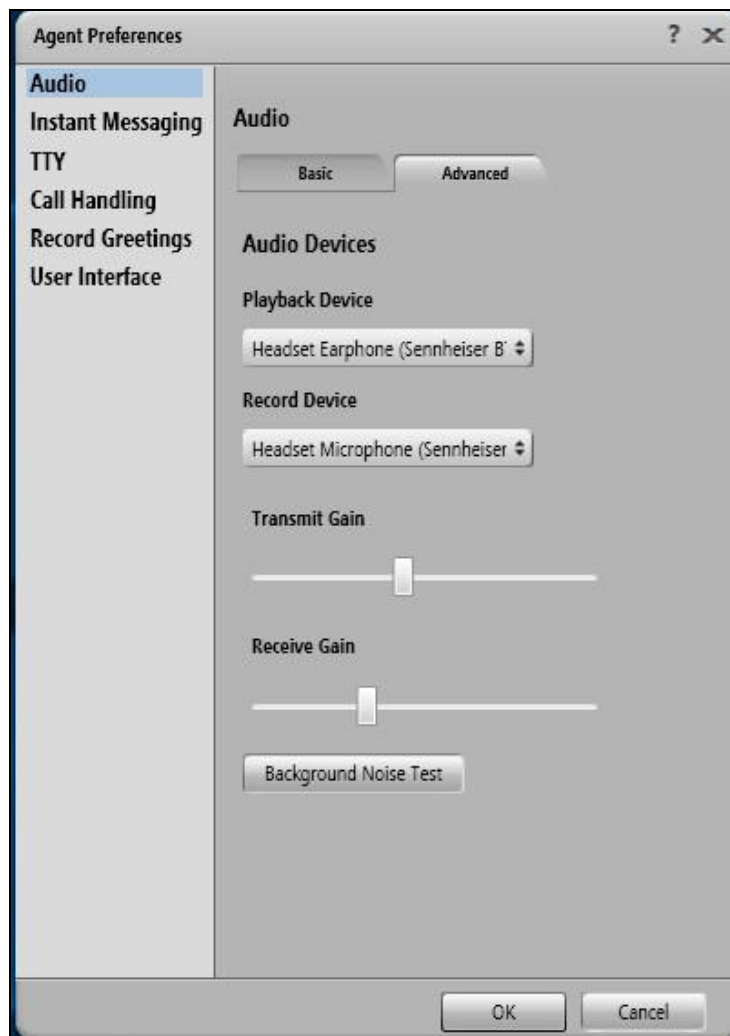 Agent Preferences
?
Audio
Instant Messaging
TTY
Call Handling
Record Greetings
User Interface
Audio
Basic
Advanced
Audio Devices
Playback Device
Headset Earphone (Sennheiser B
Record Device
Headset Microphone (Sennheiser
Transmit Gain
Receive Gain
Background Noise Test
OK
Cancel